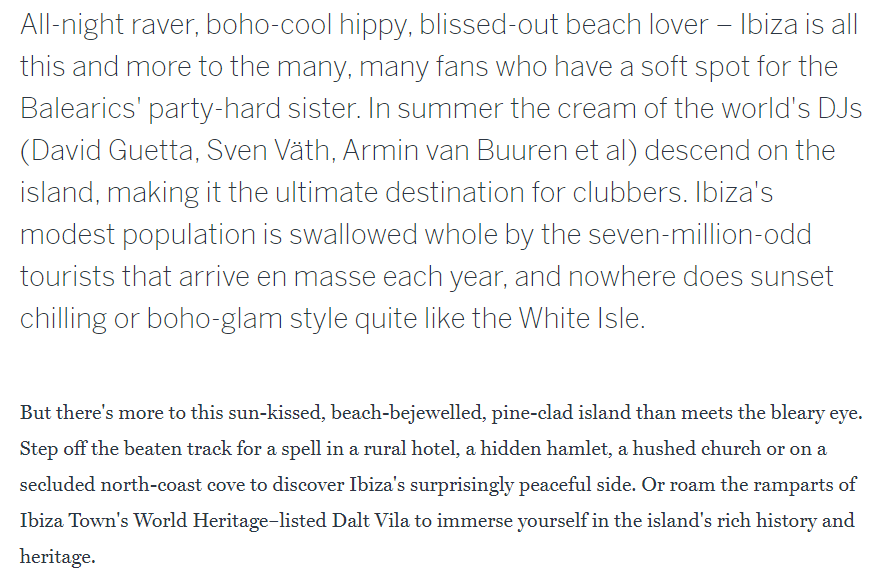 All-night raver, boho-cool hippy, blissed-out beach lover – Ibiza is all
this and more to the many, many fans who have a soft spot for the
Balearics' party-hard sister. In summer the cream of the world's DJs
(David Guetta, Sven Väth, Armin van Buuren et al) descend on the
island, making it the ultimate destination for clubbers. Ibiza's
modest population is swallowed whole by the seven-million-odd
tourists that arrive en masse each year, and nowhere does sunset
chilling or boho-glam style quite like the White Isle.
But there's more to this sun-kissed, beach-bejewelled, pine-clad island than meets the bleary eye.
Step off the beaten track for a spell in a rural hotel, a hidden hamlet, a hushed church or on a
secluded north-coast cove to discover Ibiza's surprisingly peaceful side. Or roam the ramparts of
Ibiza Town's World Heritage–listed Dalt Vila to immerse yourself in the island's rich history and
heritage.